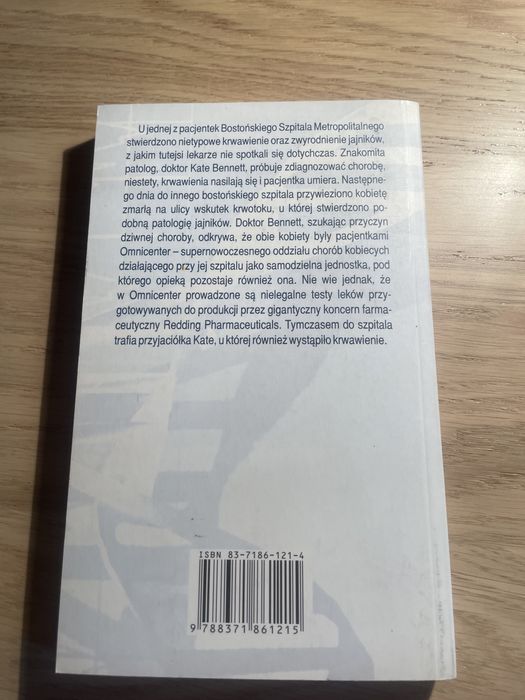 U jednej z pacjentek Bostońskiego Szpitala Metropolitalnego
stwierdzono nietypowe krwawienie oraz zwyrodnienie jajników,
z jakim tutejsi lekarze nie spotkali się dotychczas. Znakomita
patolog, doktor Kate Bennett, próbuje zdiagnozować chorobę,
niestety, krwawienia nasilają się i pacjentka umiera. Następne-
go dnia do innego bostońskiego szpitala przywieziono kobietę
zmarłą na ulicy wskutek krwotoku, u której stwierdzono po-
dobną patologię jajników. Doktor Bennett, szukając przyczyn
dziwnej choroby, odkrywa, że obie kobiety były pacjentkami
Omnicenter – supernowoczesnego oddziału chorób kobiecych
działającego przy jej szpitalu jako samodzielna jednostka, pod
którego opieką pozostaje również ona. Nie wie jednak, że
w Omnicenter prowadzone są nielegalne testy leków przy-
gotowywanych do produkcji przez gigantyczny koncern farma-
ceutyczny Redding Pharmaceuticals. Tymczasem do szpitala
trafia przyjaciółka Kate, u której również wystąpiło krwawienie.
ISBN 83-7186-121-4
9 788371 861215